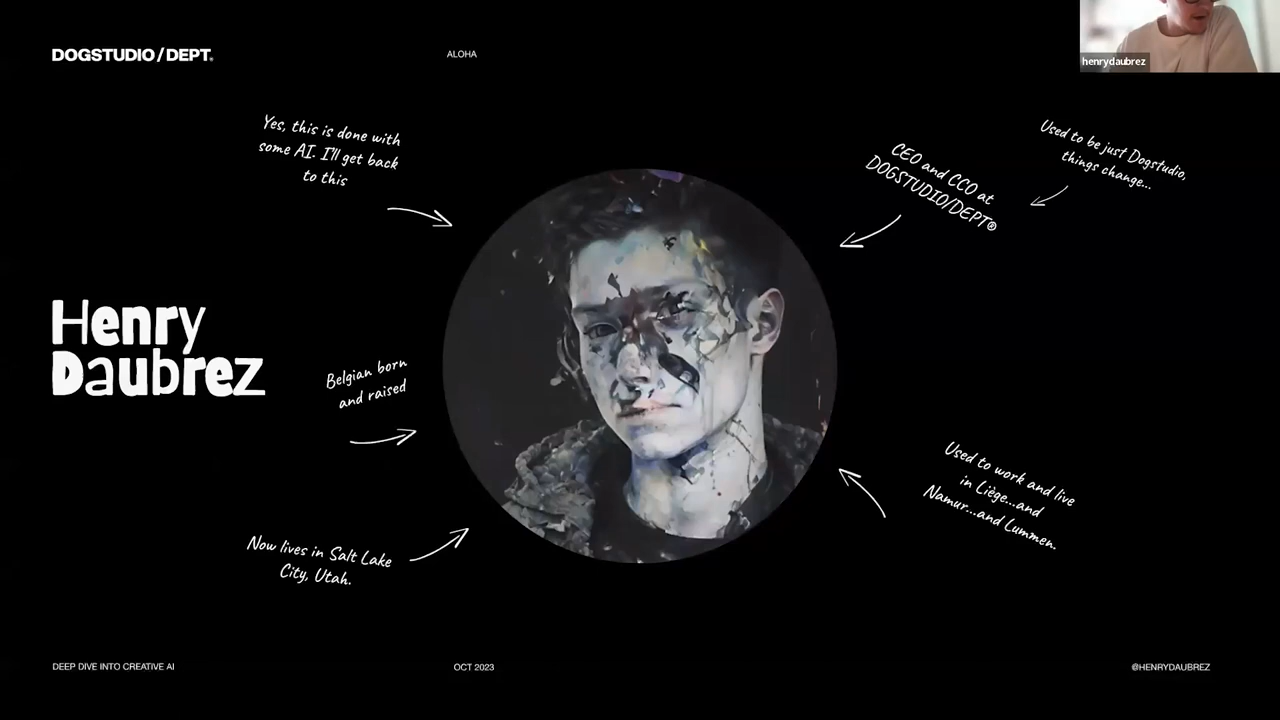 DOGSTUDIO/DEPT®
ALOHA
henrydaubrez
Yes, this is done with
some AI. I'll get back
to this
CEO and CCO at
DOGSTUDIO/DEPT®
Used to be just Dogstudio,
things change...
Henry
Daubrez
Belgian born
and raised
Used to work and live
in Liège...and
Namur...and Lummen.
Now lives in Salt Lake
City, Utah.
DEEP DIVE INTO CREATIVE AI
OCT 2023
@HENRYDAUBREZ